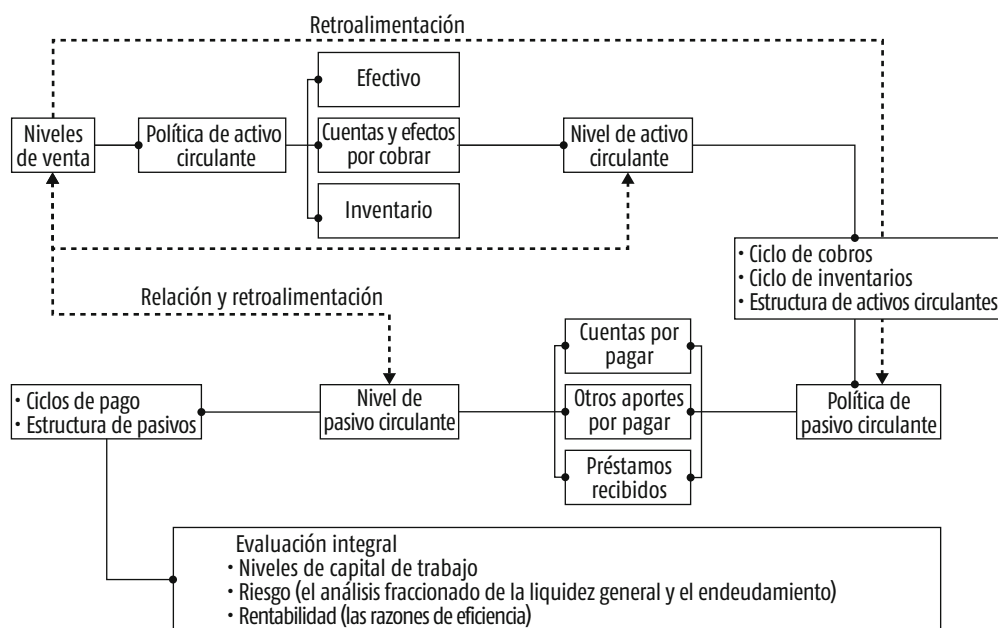 Retroalimentación
Efectivo
Niveles
de venta
Política de activo
circulante
Cuentas y efectos
por cobrar
Nivel de activo
circulante
Inventario
• Ciclo de cobros
• Ciclo de inventarios
• Estructura de activos circulantes
Relación y retroalimentación
Cuentas por
pagar
• Ciclos de pago
• Estructura de pasivos
Nivel de
pasivo circulante
Otros aportes
por pagar
Política de
pasivo circulante
Préstamos
recibidos
Evaluación integral
• Niveles de capital de trabajo
• Riesgo (el análisis fraccionado de la liquidez general y el endeudamiento)
• Rentabilidad (las razones de eficiencia)